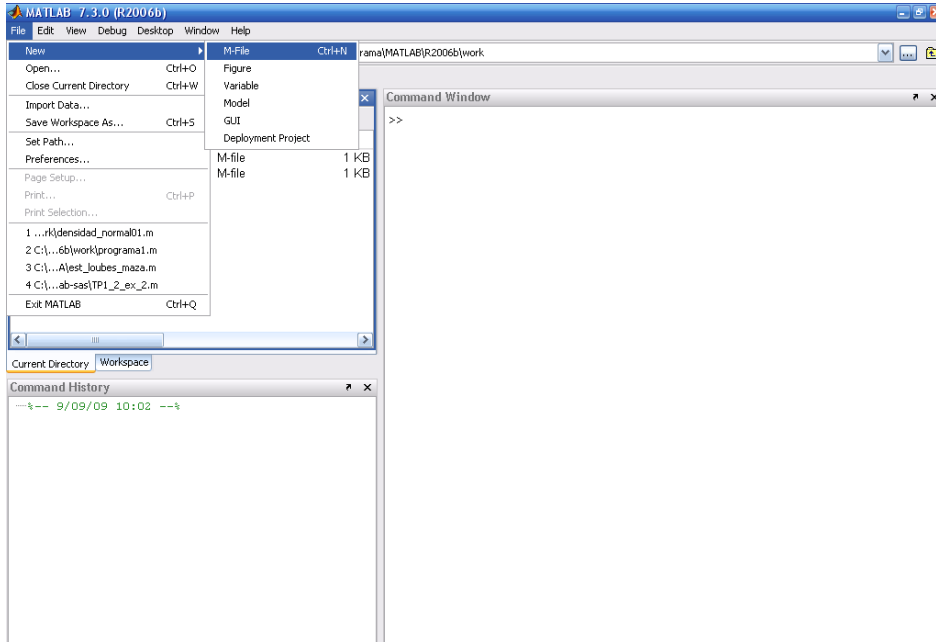 MATLAB 7.3.0 (R2006b)
File Edit View Debug Desktop Window Help
New
M-File Ctrl+N
rama\MATLAB\R2006b\work
...
Open... Ctrl+O
Figure
Close Current Directory Ctrl+W
Variable
Import Data...
Model
Save Workspace As... Ctrl+S
GUI
Set Path...
Deployment Project
Preferences...
M-file 1 KB
Page Setup...
M-file 1 KB
Print... Ctrl+P
Print Selection...
1 ...rk\densidad_normal01.m
2 C:\...6b\work\programa1.m
3 C:\...A\est_loubes_maza.m
4 C:\...ab-sas\TP1_2_ex_2.m
Exit MATLAB Ctrl+Q
Current Directory Workspace
Command History
%-- 9/09/09 10:02 --%
Command Window
>>